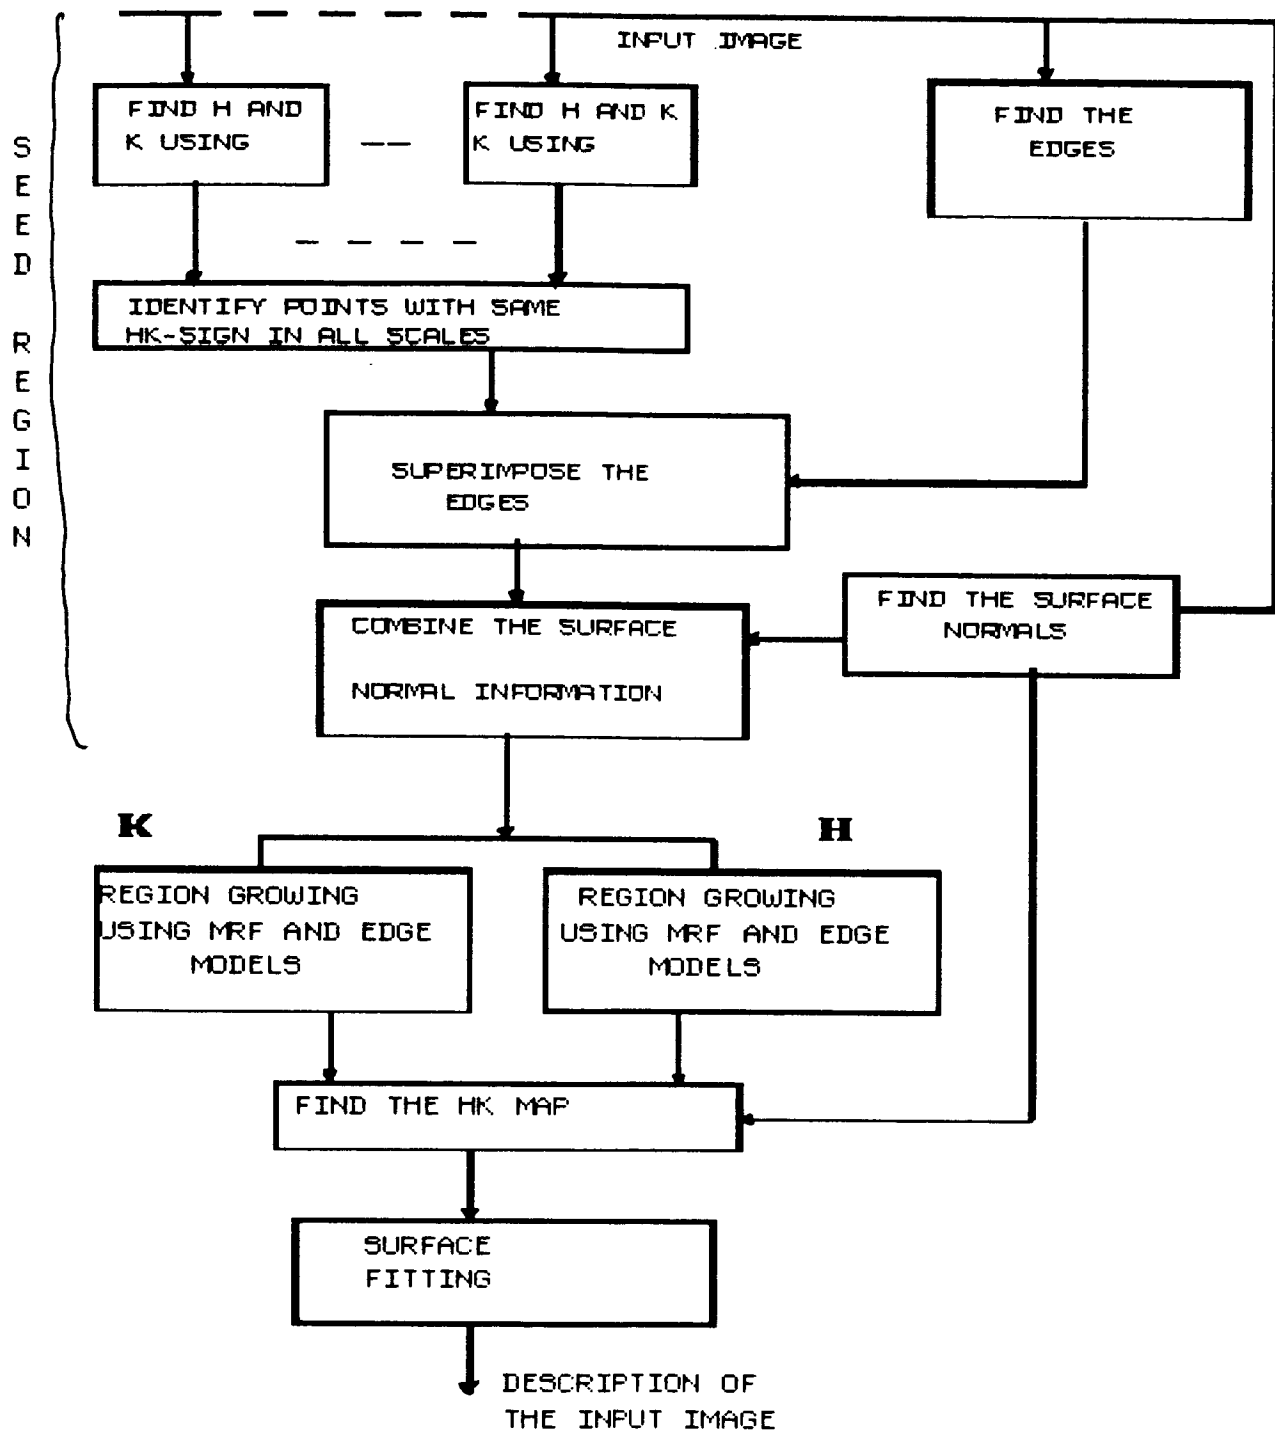 INPUT IMAGE
FIND H AND
K USING
FIND H AND K
K USING
FIND THE
EDGES
SEED REGION
IDENTIFY POINTS WITH SAME
HK-SIGN IN ALL SCALES
SUPERIMPOSE THE
EDGES
FIND THE SURFACE
NORMALS
COMBINE THE SURFACE
NORMAL INFORMATION
K
H
REGION GROWING
USING MRF AND EDGE
MODELS
REGION GROWING
USING MRF AND EDGE
MODELS
FIND THE HK MAP
SURFACE
FITTING
DESCRIPTION OF
THE INPUT IMAGE